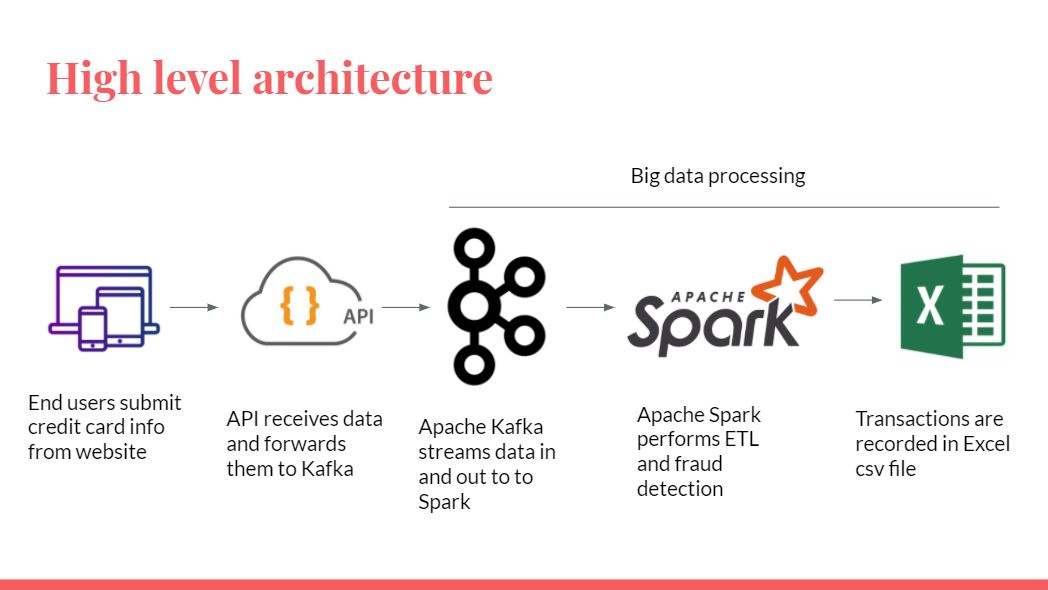 High level architecture
Big data processing
{ }
API
APACHE
Spark
X
End users submit
credit card info
from website
API receives data
and forwards
them to Kafka
Apache Kafka
streams data in
and out to to
Spark
Apache Spark
performs ETL
and fraud
detection
Transactions are
recorded in Excel
csv file